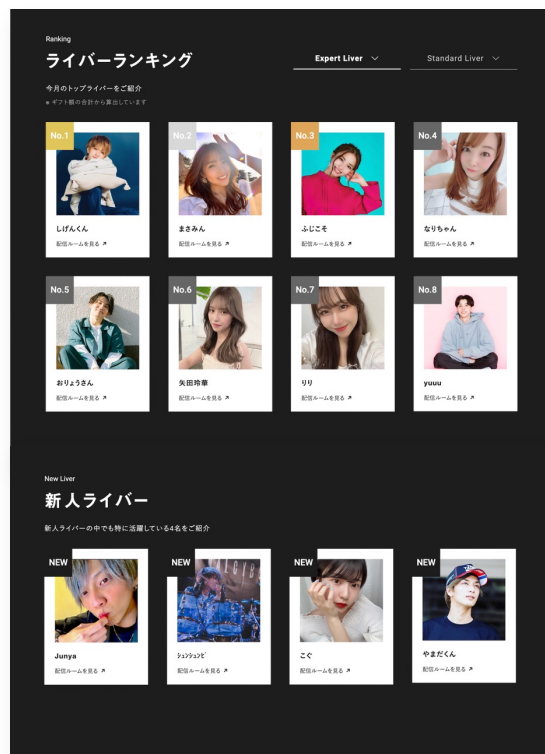 Ranking
ライバーランキング
Expert Liver
Standard Liver
今月のトップライバーをご紹介
※ ギフト額の合計から算出しています
No.1
No.2
No.3
No.4
しげんくん
まさみん
ふじこそ
なりちゃん
配信ルームを見る
配信ルームを見る
配信ルームを見る
配信ルームを見る
No.5
No.6
No.7
No.8
おりょうさん
矢田玲華
りり
yuuu
配信ルームを見る
配信ルームを見る
配信ルームを見る
配信ルームを見る
New Liver
新人ライバー
新人ライバーの中でも特に活躍している4名をご紹介
NEW
NEW
NEW
NEW
Junya
ｼｭﾝｼｭﾝﾋﾞ
こぐ
やまだくん
配信ルームを見る
配信ルームを見る
配信ルームを見る
配信ルームを見る